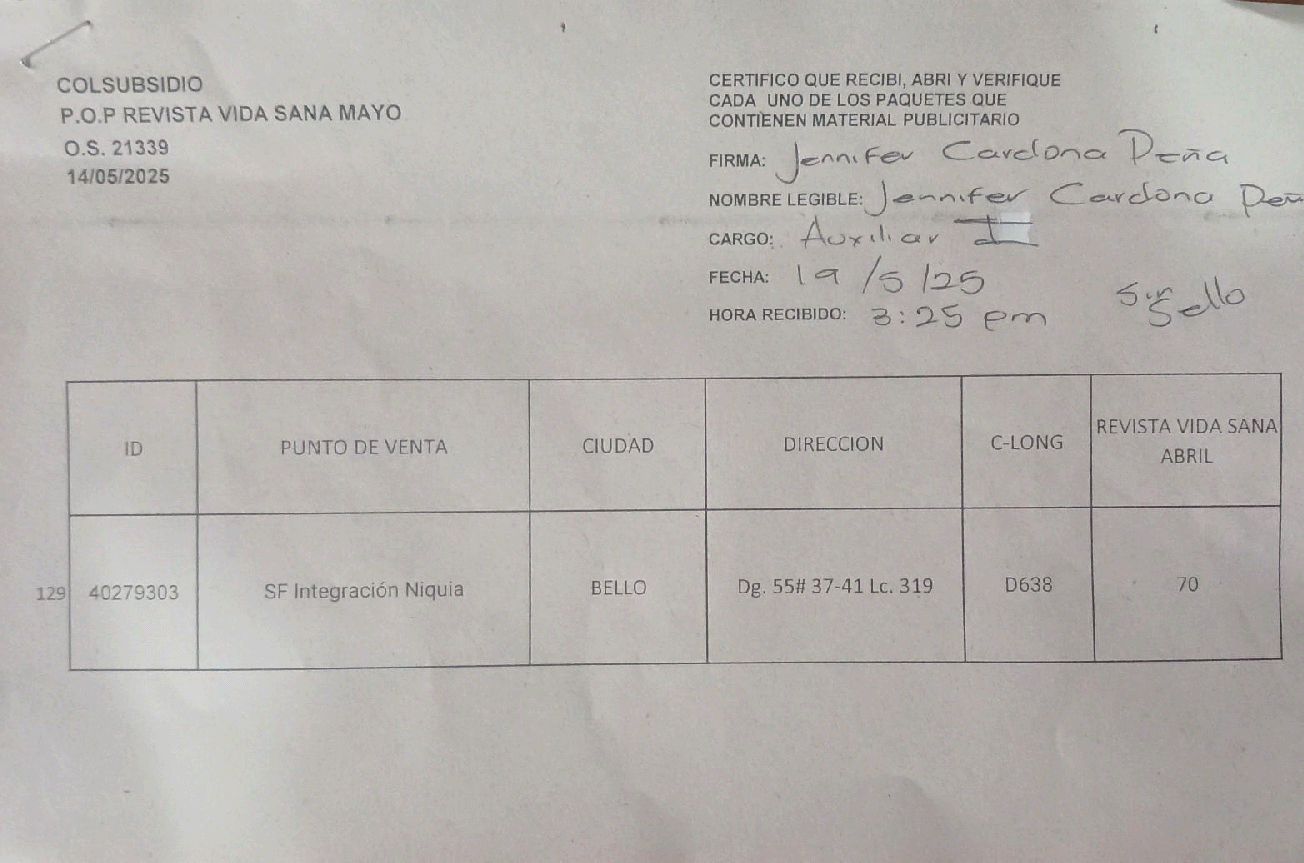 COLSUBSIDIO
P.O.P REVISTA VIDA SANA MAYO
O.S. 21339
14/05/2025
CERTIFICO QUE RECIBI, ABRI Y VERIFIQUE
CADA UNO DE LOS PAQUETES QUE
CONTIENEN MATERIAL PUBLICITARIO
FIRMA: Jennifer Cardona Peña
NOMBRE LEGIBLE: Jennifer Cardona Peñ
CARGO: Auxiliar I
FECHA: 19/5/25
HORA RECIBIDO: 3:25 pm
Sin
Sello
ID PUNTO DE VENTA CIUDAD DIRECCION C-LONG REVISTA VIDA SANA
ABRIL
129 40279303 SF Integración Niquia BELLO Dg. 55# 37-41 Lc. 319 D638 70